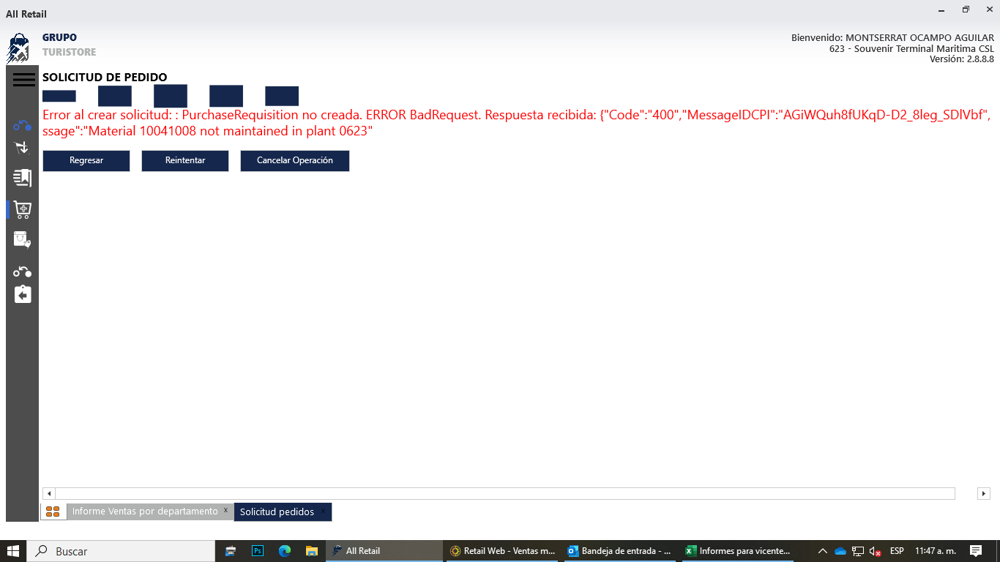 All Retail
GRUPO
TURISTORE
Bienvenido: MONTSERRAT OCAMPO AGUILAR
623 - Souvenir Terminal Maritima CSL
Versión: 2.8.8.8
SOLICITUD DE PEDIDO
Error al crear solicitud: : PurchaseRequisition no creada. ERROR BadRequest. Respuesta recibida: {"Code":"400","MessageIDCPI":"AGiWQuh8fUKqD-D2_8leg_SDlVbf",
ssage":"Material 10041008 not maintained in plant 0623"
Regresar
Reintentar
Cancelar Operación
Informe Ventas por departamento x
Solicitud pedidos x
Buscar
Ps
All Retail
Retail Web - Ventas m...
Bandeja de entrada - ...
Informes para vicente...
ESP
11:47 a. m.